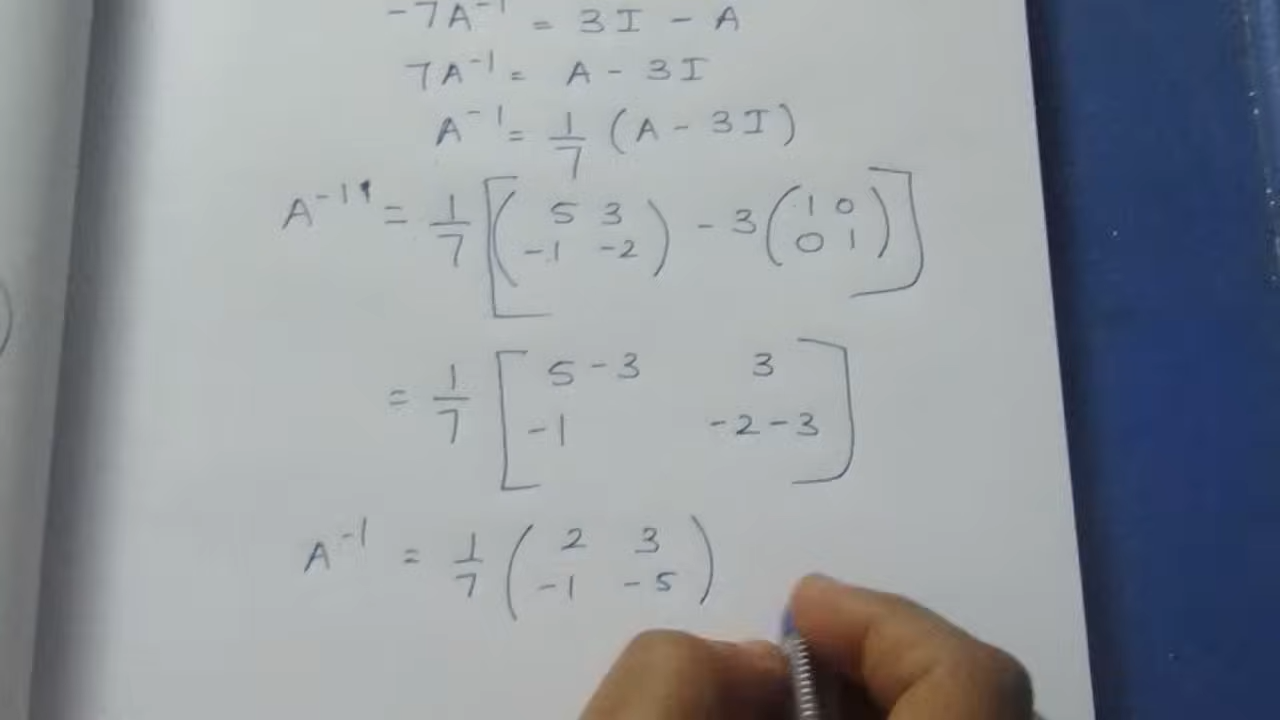 -7A⁻¹ = 3I - A
7A⁻¹ = A - 3I
A⁻¹ = 1/7 (A - 3I)
A⁻¹ = 1/7 [(5 3; -1 -2) - 3(1 0; 0 1)]
= 1/7 [5-3 3; -1 -2-3]
A⁻¹ = 1/7 (2 3; -1 -5)